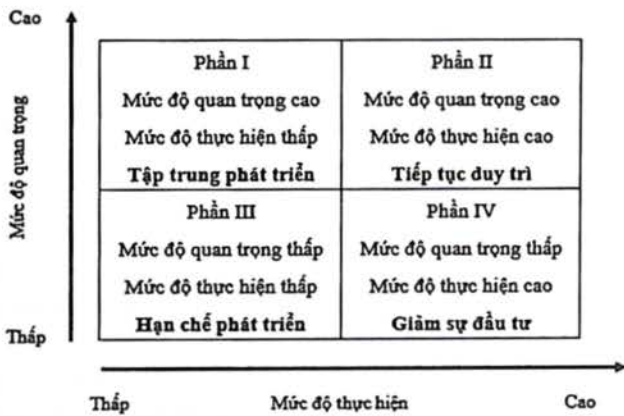 Cao
Mức độ quan trọng
Thấp
Phần I
Mức độ quan trọng cao
Mức độ thực hiện thấp
Tập trung phát triển
Phần II
Mức độ quan trọng cao
Mức độ thực hiện cao
Tiếp tục duy trì
Phần III
Mức độ quan trọng thấp
Mức độ thực hiện thấp
Hạn chế phát triển
Phần IV
Mức độ quan trọng thấp
Mức độ thực hiện cao
Giảm sự đầu tư
Thấp
Mức độ thực hiện
Cao